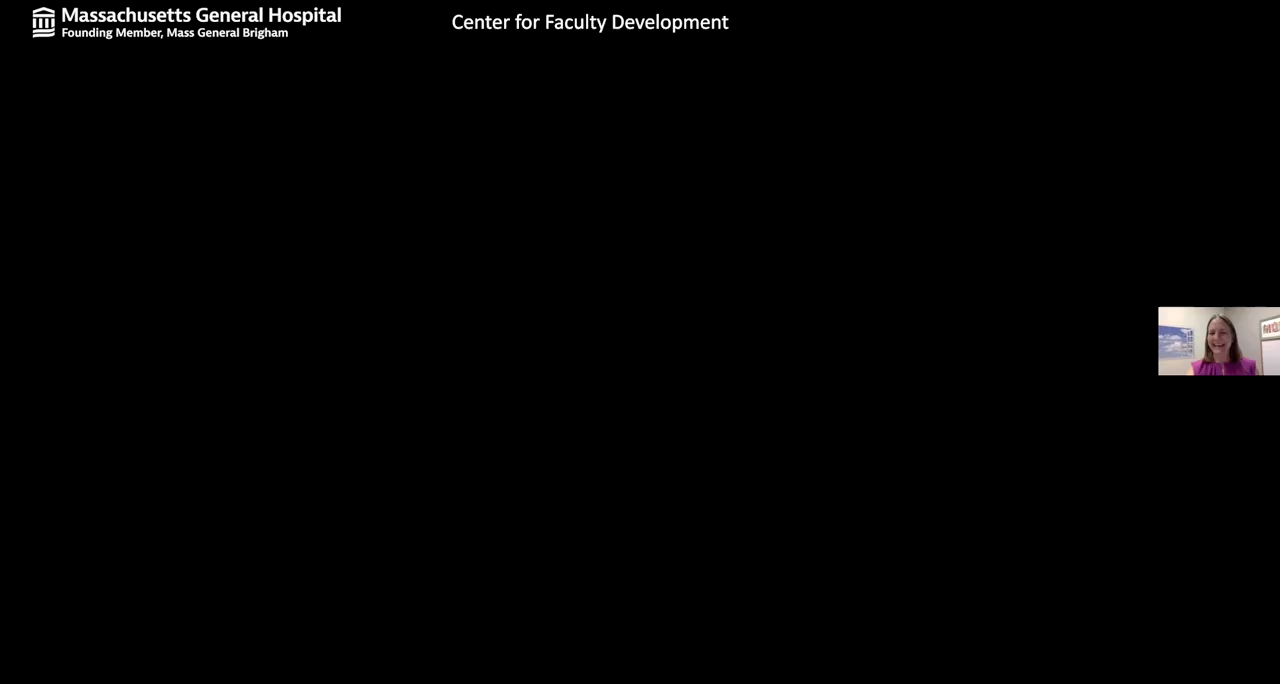 Massachusetts General Hospital
Founding Member, Mass General Brigham
Center for Faculty Development